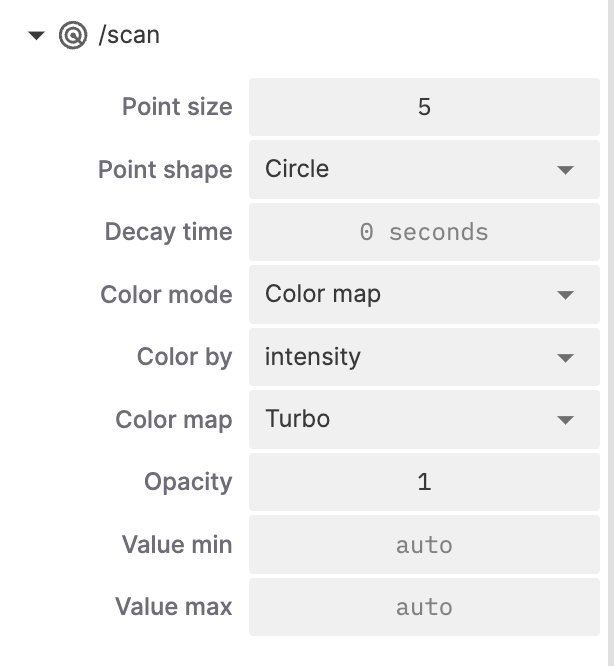 /scan
Point size 5
Point shape Circle
Decay time 0 seconds
Color mode Color map
Color by intensity
Color map Turbo
Opacity 1
Value min auto
Value max auto